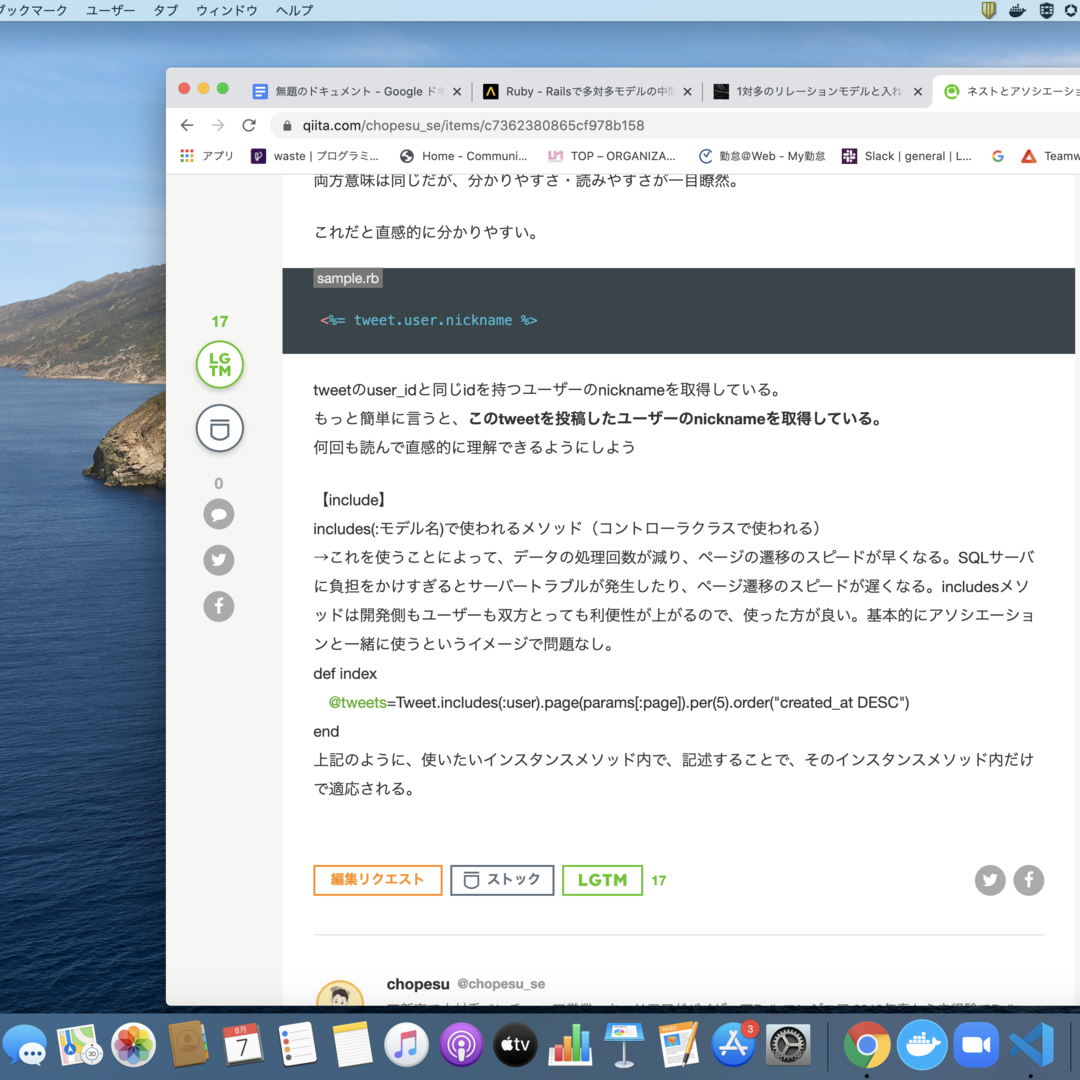 ブックマーク ユーザー タブ ウィンドウ ヘルプ
無題のドキュメント - Google ドキ
Ruby - Railsで多対多モデルの中間
1対多のリレーションモデルと入れ
ネストとアソシエーショ
qiita.com/chopesu_se/items/c7362380865cf978b158
アプリ
waste | プログラミ...
Home - Communi...
TOP – ORGANIZA...
勤怠@Web - My勤怠
Slack | general | L...
Teamw
両方意味は同じだが、分かりやすさ・読みやすさが一目瞭然。
これだと直感的に分かりやすい。
sample.rb
<%= tweet.user.nickname %>
17
LG
TM
0
tweetのuser_idと同じidを持つユーザーのnicknameを取得している。
もっと簡単に言うと、このtweetを投稿したユーザーのnicknameを取得している。
何回も読んで直感的に理解できるようにしよう
【include】
includes(:モデル名)で使われるメソッド（コントローラクラスで使われる）
→これを使うことによって、データの処理回数が減り、ページの遷移のスピードが早くなる。SQLサーバ
に負担をかけすぎるとサーバートラブルが発生したり、ページ遷移のスピードが遅くなる。includesメソ
ッドは開発側もユーザーも双方とっても利便性が上がるので、使った方が良い。基本的にアソシエーショ
ンと一緒に使うというイメージで問題なし。
def index
@tweets=Tweet.includes(:user).page(params[:page]).per(5).order("created_at DESC")
end
上記のように、使いたいインスタンスメソッド内で、記述することで、そのインスタンスメソッド内だけ
で適応される。
編集リクエスト ストック LGTM 17
chopesu @chopesu_se
8月
7
tv
3